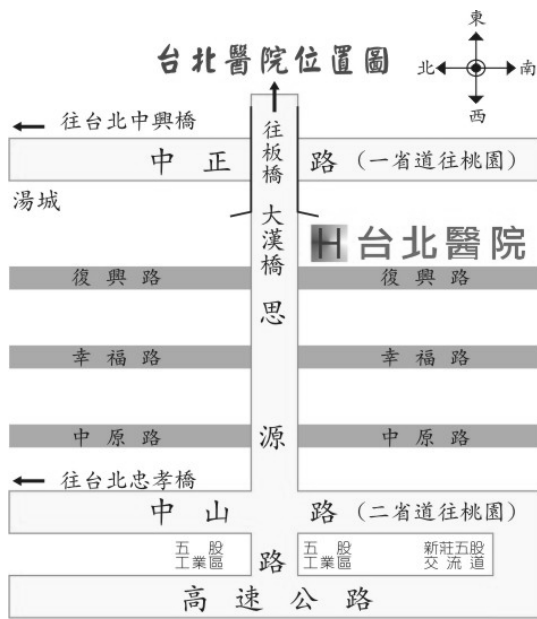 東
台北醫院位置圖
北
南
西
往台北中興橋
往板橋
中正路(一省道往桃園)
湯城
大漢橋
H台北醫院
復興路
復興路
思源路
幸福路
幸福路
中原路
中原路
往台北忠孝橋
中山路(二省道往桃園)
五股
工業區
五股
工業區
新莊五股
交流道
高速公路